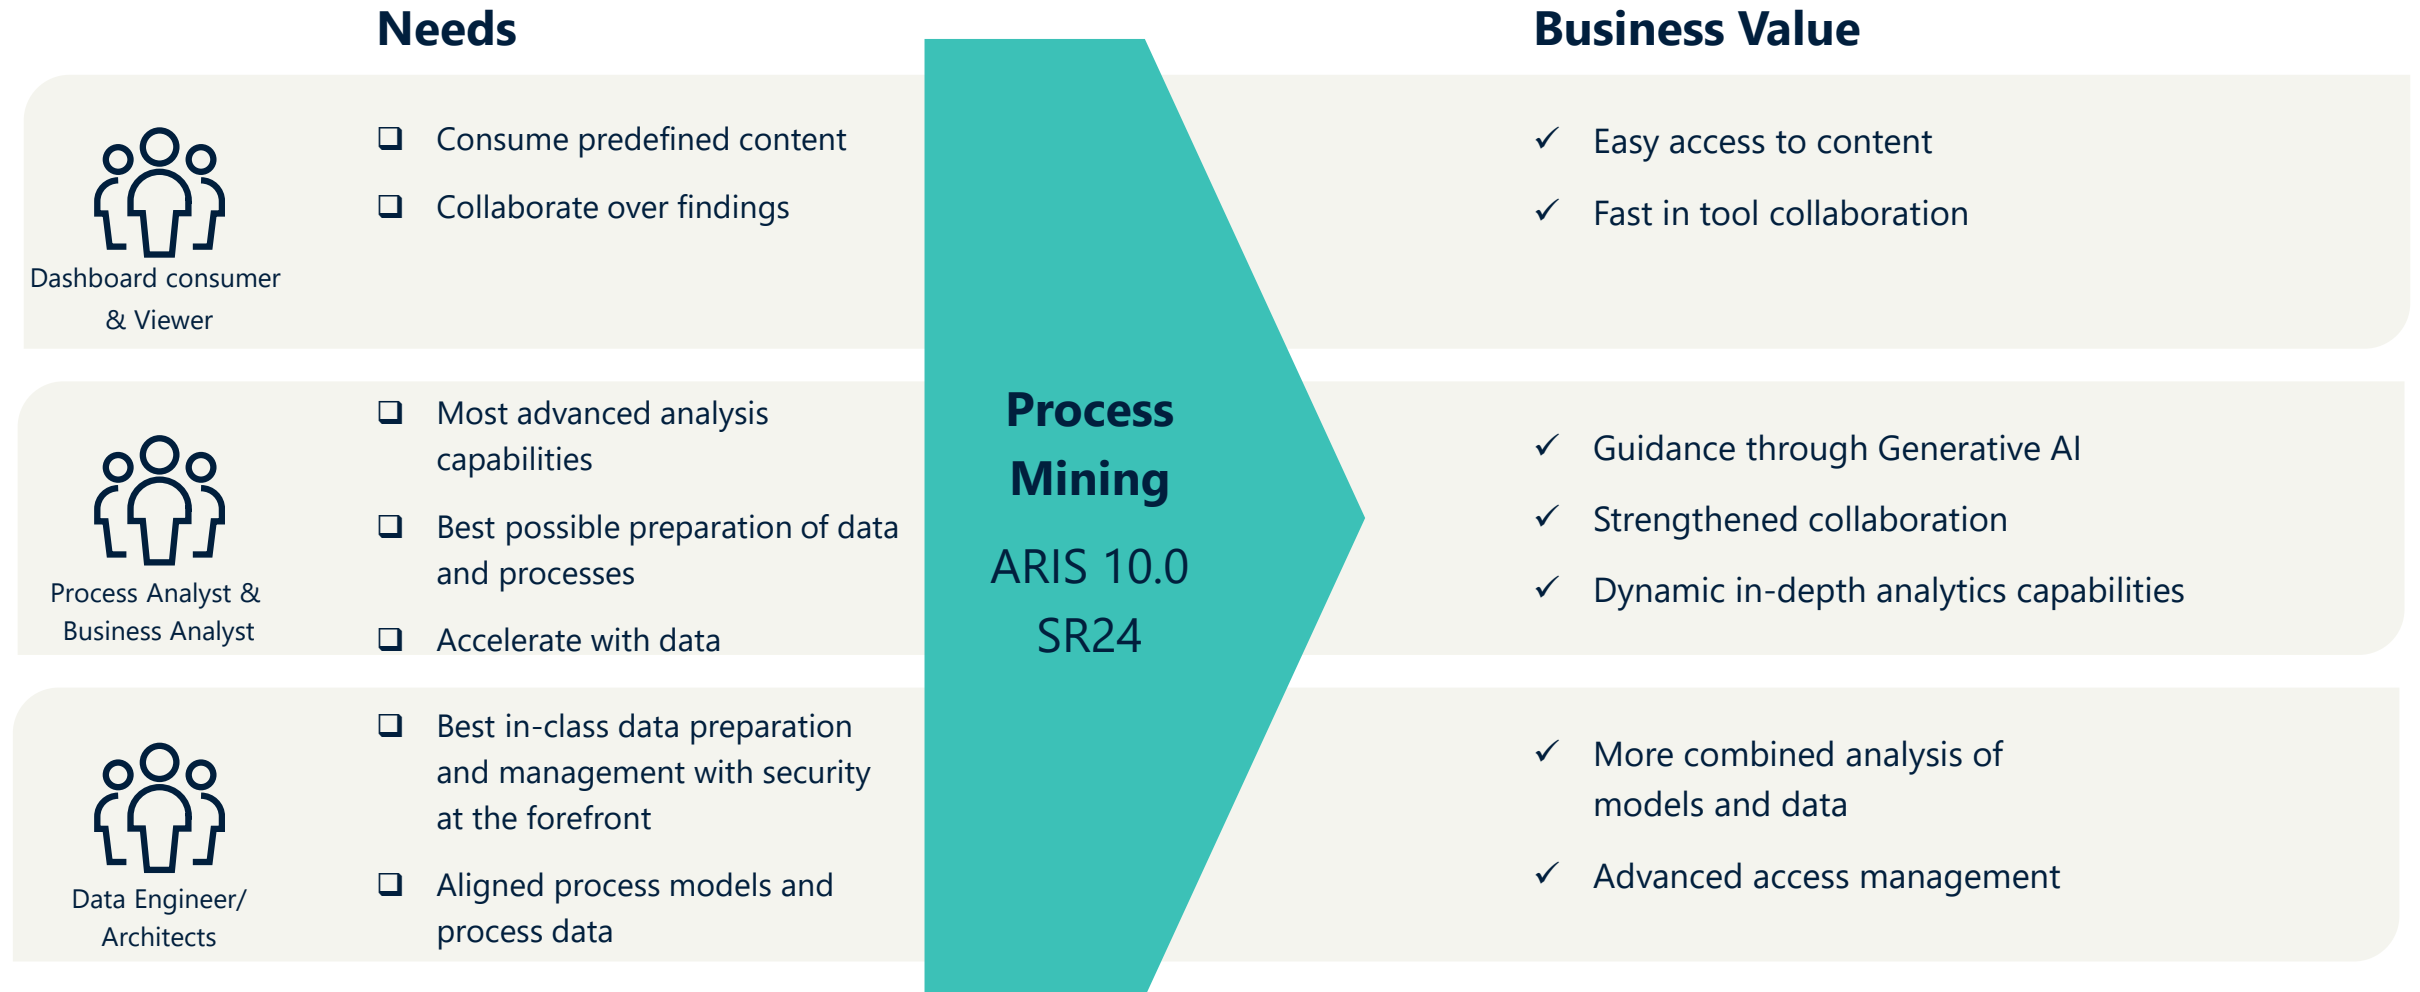 Needs
Business Value
Dashboard consumer
& Viewer
Consume predefined content
Collaborate over findings
Easy access to content
Fast in tool collaboration
Process Analyst &
Business Analyst
Most advanced analysis
capabilities
Best possible preparation of data
and processes
Accelerate with data
Process
Mining
ARIS 10.0
SR24
Guidance through Generative AI
Strengthened collaboration
Dynamic in-depth analytics capabilities
Data Engineer/
Architects
Best in-class data preparation
and management with security
at the forefront
Aligned process models and
process data
More combined analysis of
models and data
Advanced access management